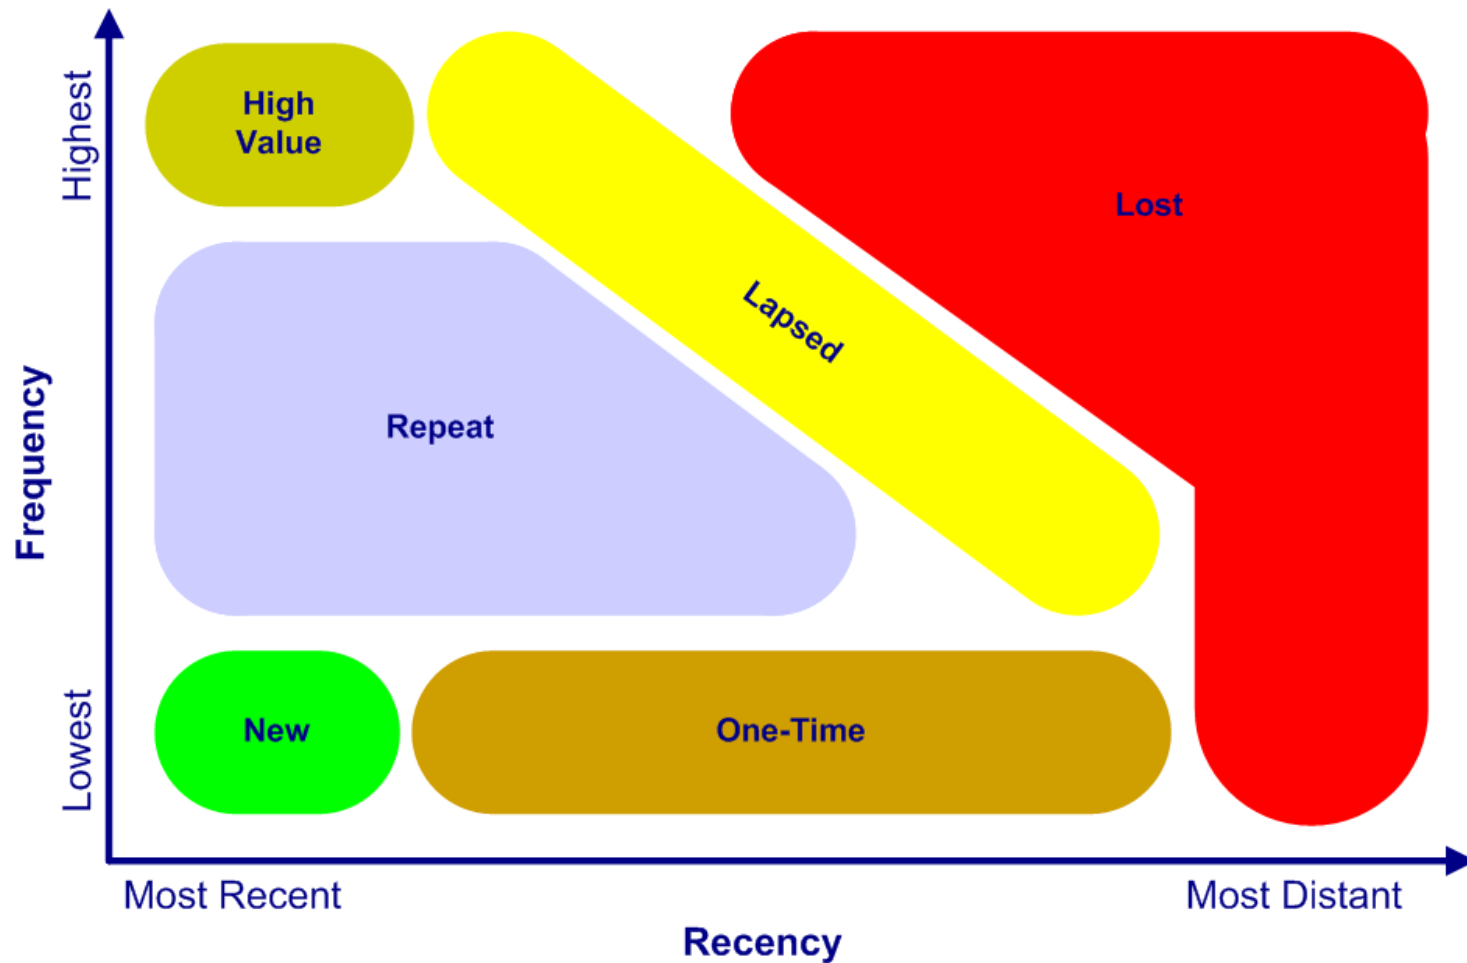 Highest
High
Value
Lost
Lapsed
Frequency
Repeat
Lowest
New
One-Time
Most Recent
Most Distant
Recency